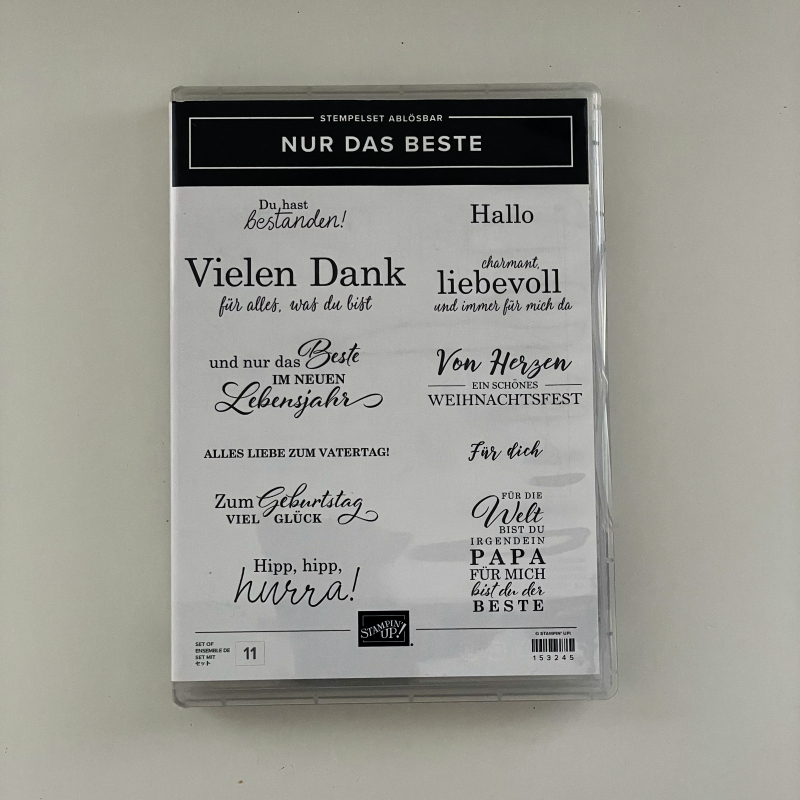 STEMPELSET ABLÖSBAR
NUR DAS BESTE
Du hast
bestanden!
Hallo
Vielen Dank
für alles, was du bist
charmant,
liebevoll
und immer für mich da
und nur das Beste
IM NEUEN
Lebensjahr
Von Herzen
EIN SCHÖNES
WEIHNACHTSFEST
ALLES LIEBE ZUM VATERTAG!
Für dich
Zum Geburtstag
VIEL GLÜCK
FÜR DIE
Welt
BIST DU
IRGENDEIN
PAPA
FÜR MICH
bist du der
BESTE
Hipp, hipp,
hurra!
STAMPIN' UP!
SET OF
ENSEMBLE DE
SET MIT
セット
11
© STAMPIN' UP!
153245